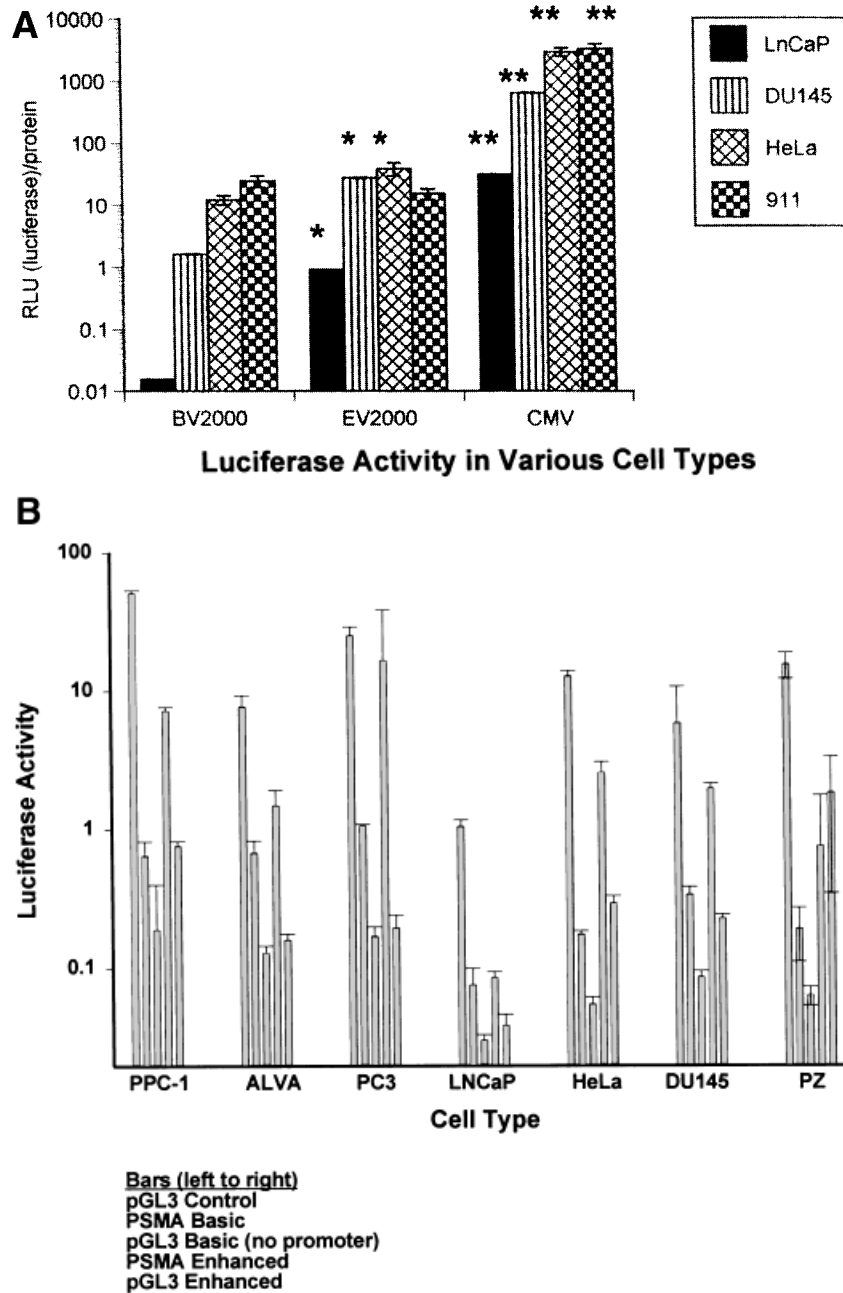 A
10000
1000
100
10
1
0.1
0.01
RLU (luciferase)/protein
** **
**
* *
**
*
BV2000 EV2000 CMV
LnCaP
DU145
HeLa
911
Luciferase Activity in Various Cell Types
B
100
10
1
0.1
Luciferase Activity
PPC-1 ALVA PC3 LNCaP HeLa DU145 PZ
Cell Type
Bars (left to right)
pGL3 Control
PSMA Basic
pGL3 Basic (no promoter)
PSMA Enhanced
pGL3 Enhanced